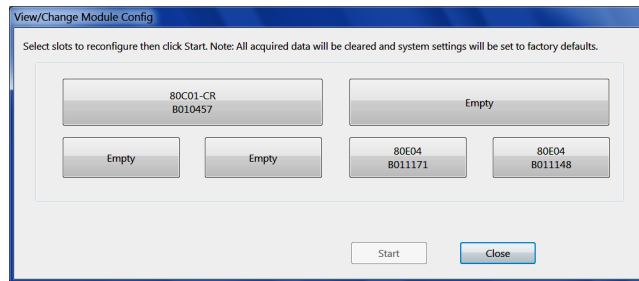 View/Change Module Config
Select slots to reconfigure then click Start. Note: All acquired data will be cleared and system settings will be set to factory defaults.
80C01-CR
B010457
Empty
Empty
Empty
80E04
B011171
80E04
B011148
Start
Close